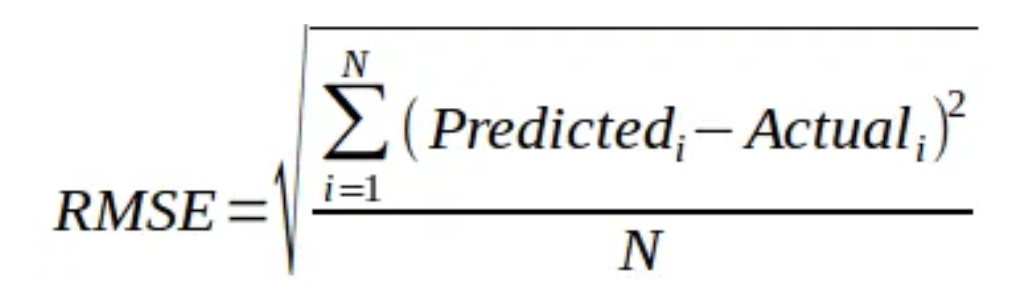 RMSE = √( ∑_{i=1}^{N} (Predicted_i − Actual_i)² / N )